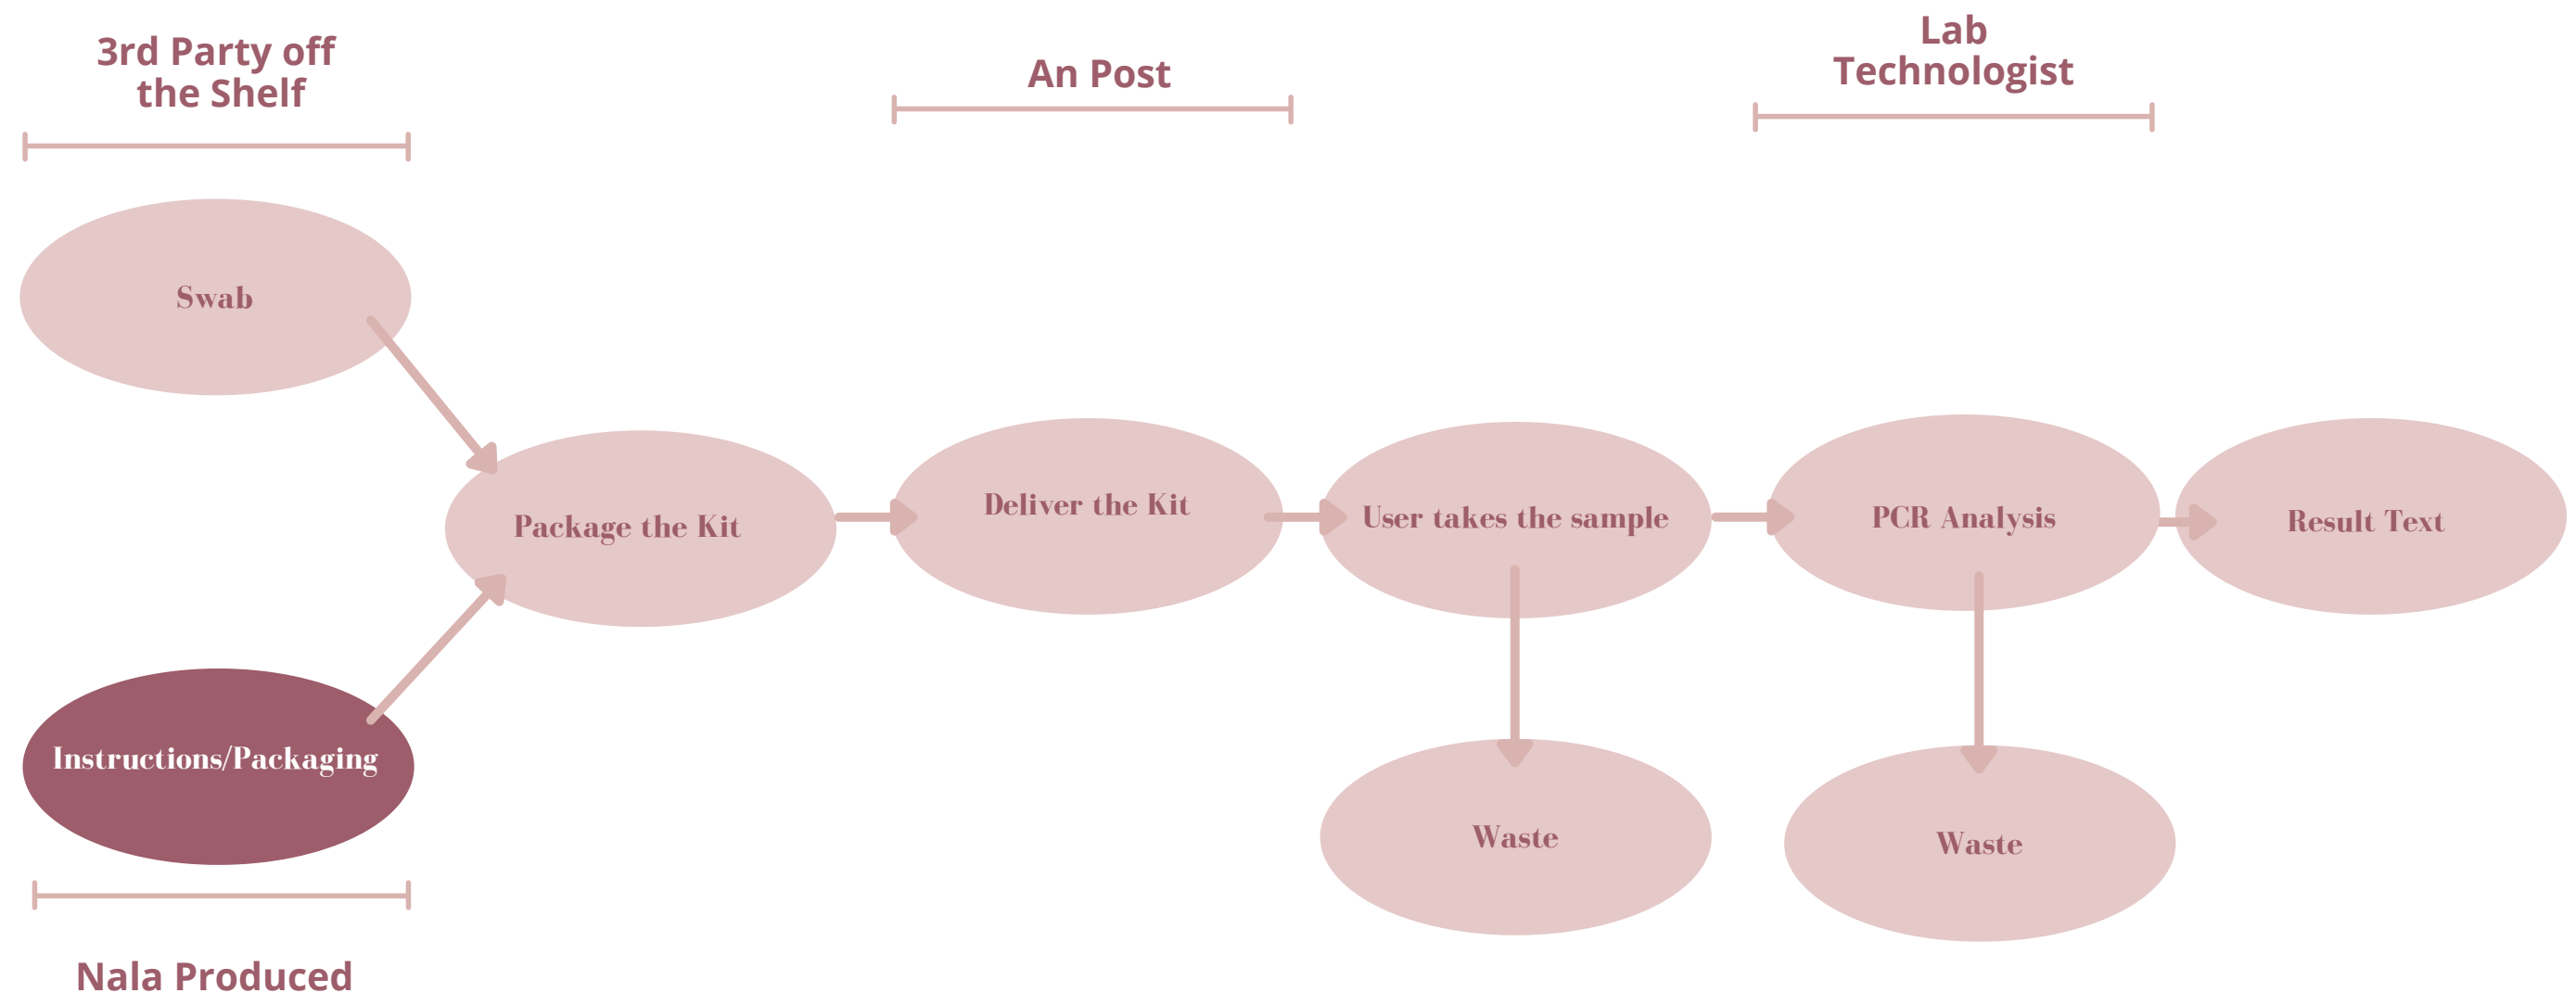 3rd Party off
the Shelf
An Post
Lab
Technologist
Swab
Package the Kit
Deliver the Kit
User takes the sample
PCR Analysis
Result Text
Instructions/Packaging
Waste
Waste
Nala Produced